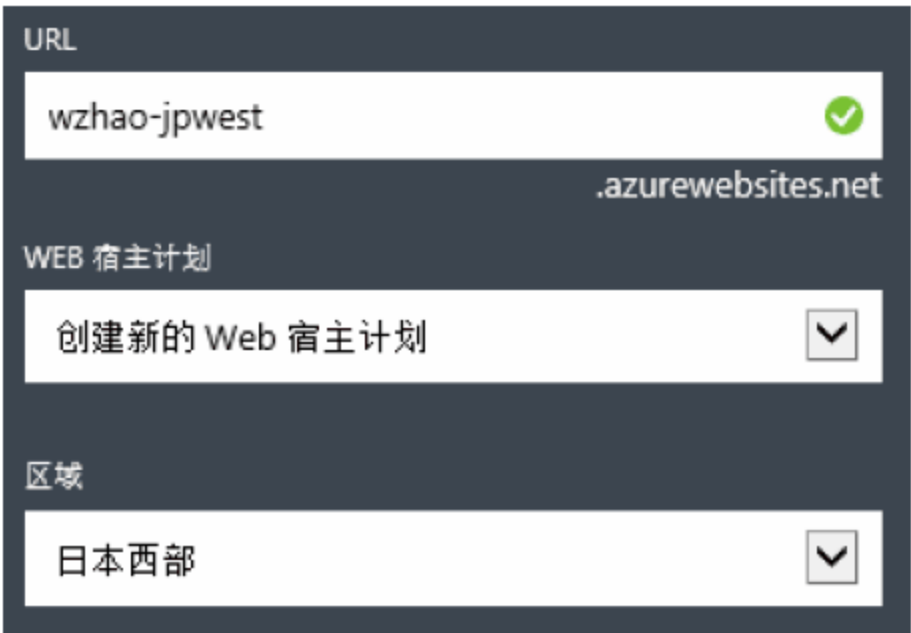 URL
wzhao-jpwest
.azurewebsites.net
WEB 宿主计划
创建新的 Web 宿主计划
区域
日本西部